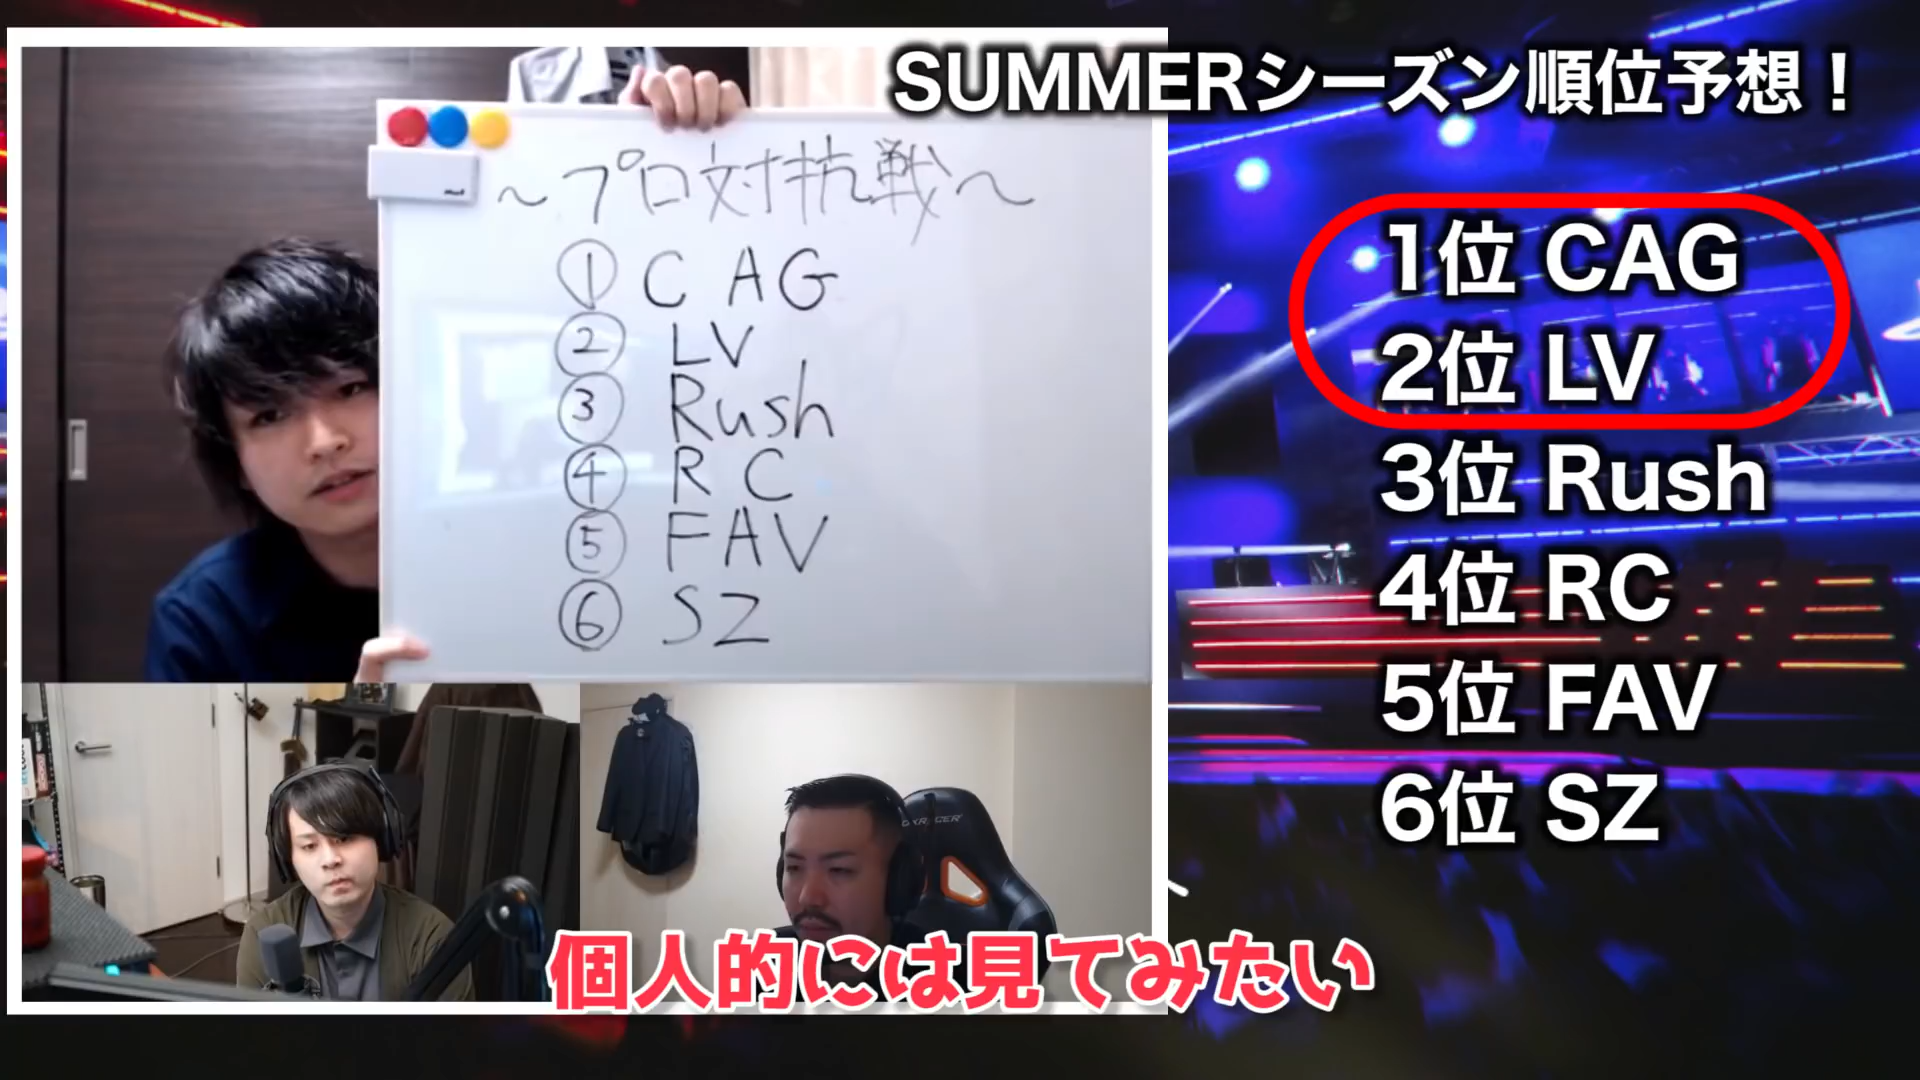 SUMMERシーズン順位予想！
～プロ対抗戦～
① CAG
② LV
③ Rush
④ RC
⑤ FAV
⑥ SZ
1位 CAG
2位 LV
3位 Rush
4位 RC
5位 FAV
6位 SZ
DXRACER
個人的には見てみたい